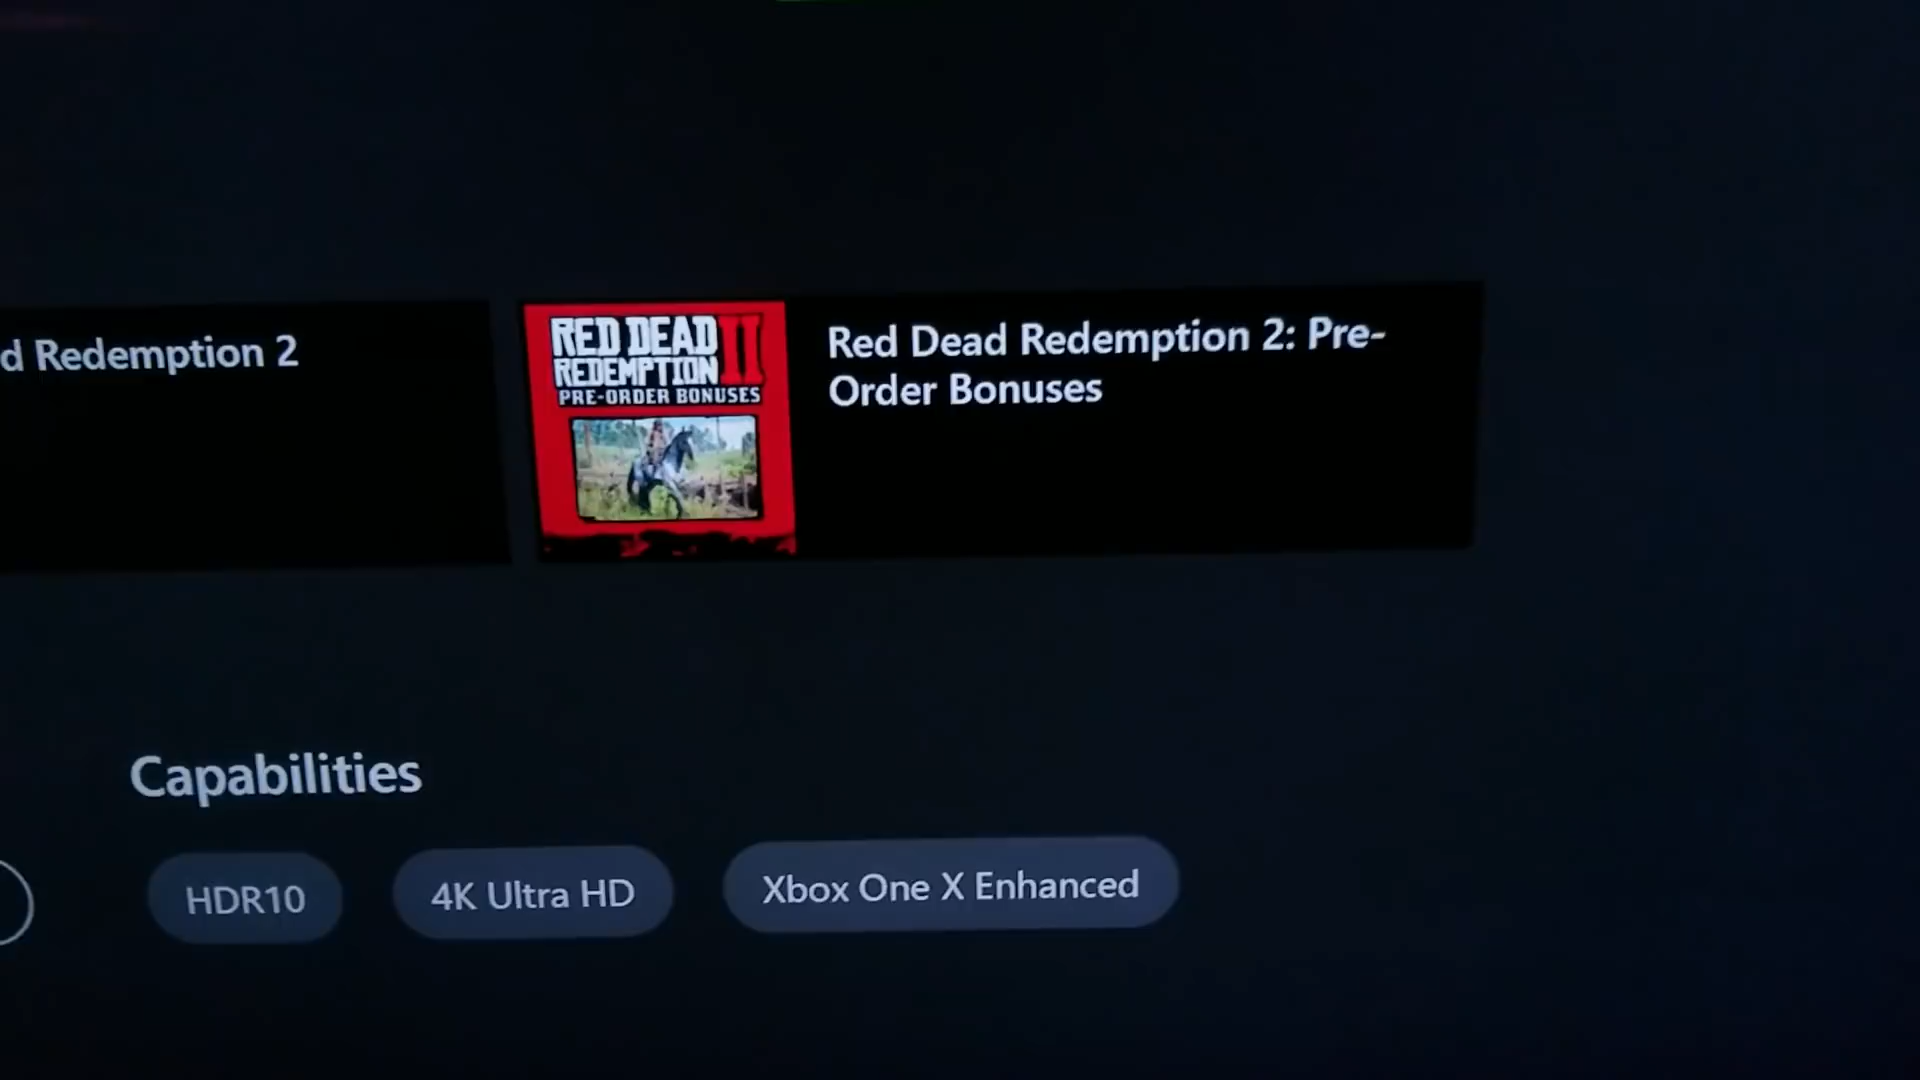 d Redemption 2
RED DEAD
REDEMPTION II
PRE-ORDER BONUSES
Red Dead Redemption 2: Pre-
Order Bonuses
Capabilities
HDR10
4K Ultra HD
Xbox One X Enhanced